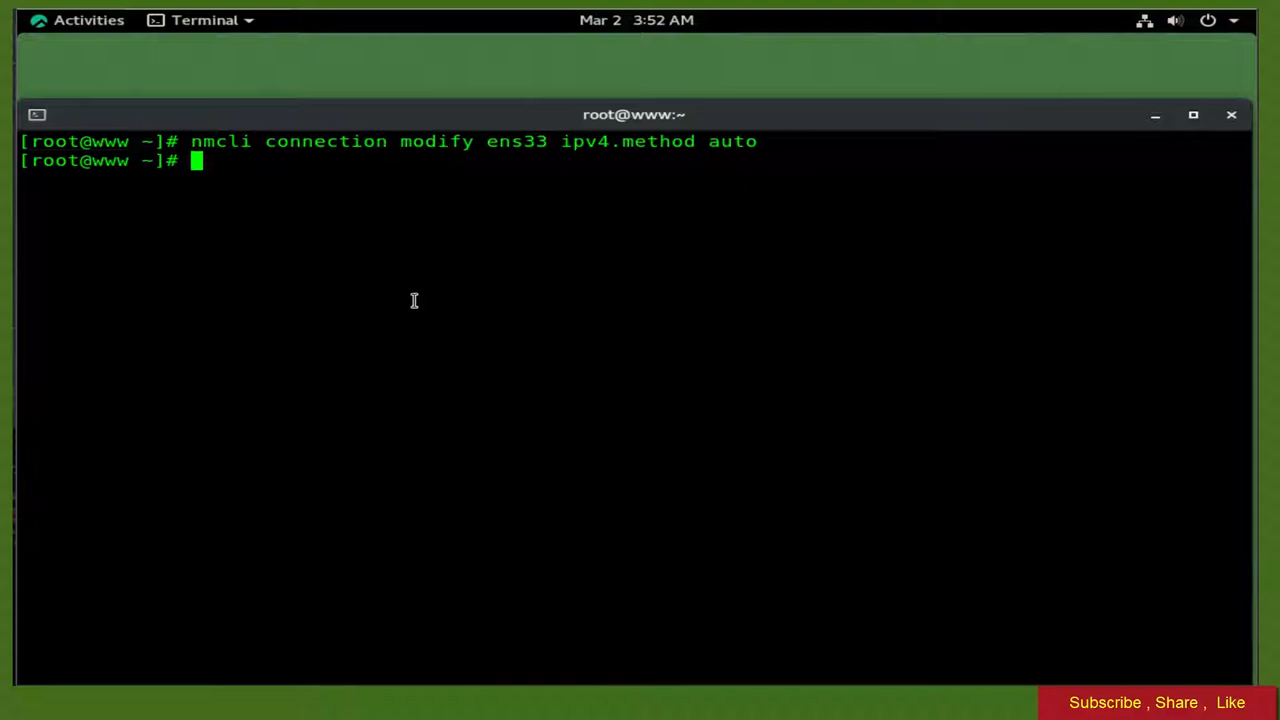 Activities Terminal Mar 2 3:52 AM
root@www:~
[root@www ~]# nmcli connection modify ens33 ipv4.method auto
[root@www ~]#
Subscribe , Share , Like